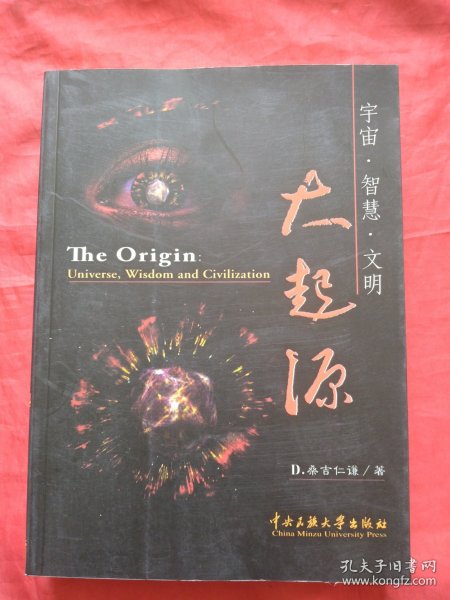 宇宙·智慧·文明
大起源
The Origin:
Universe, Wisdom and Civilization
D.桑吉仁谦/著
中央民族大学出版社
China Minzu University Press
孔夫子旧书网
www.kongfz.com